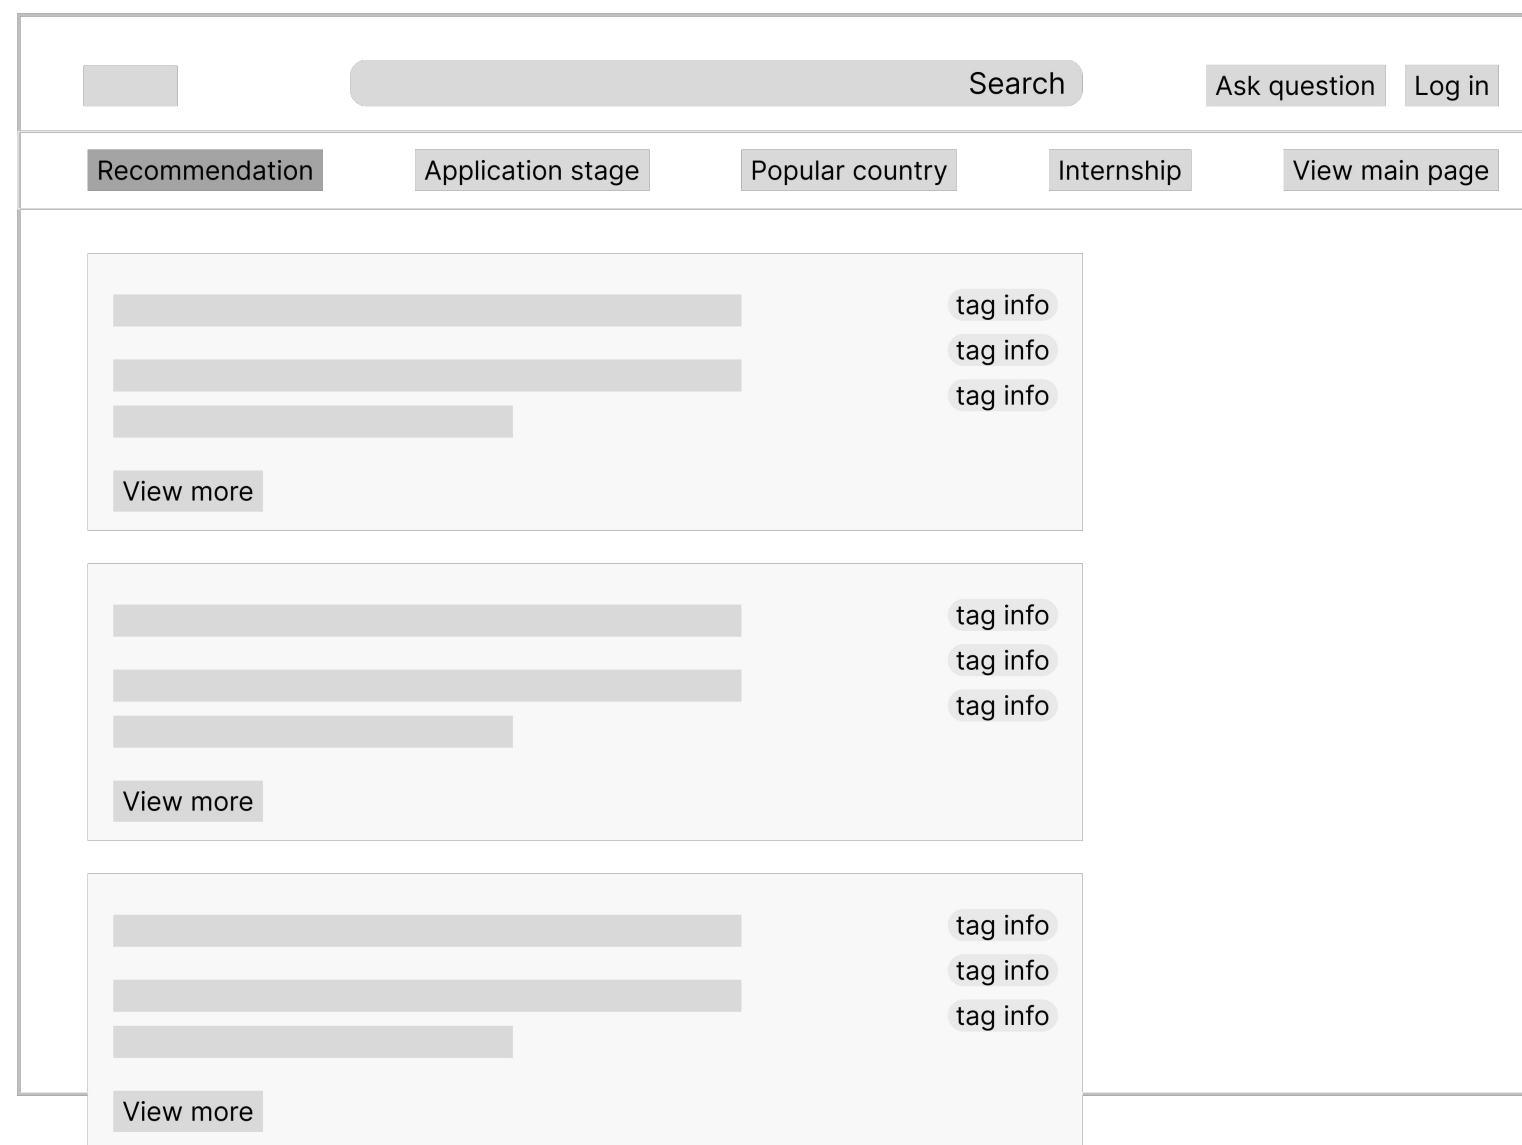 Search
Ask question
Log in
Recommendation
Application stage
Popular country
Internship
View main page
tag info
tag info
tag info
View more
tag info
tag info
tag info
View more
tag info
tag info
tag info
View more